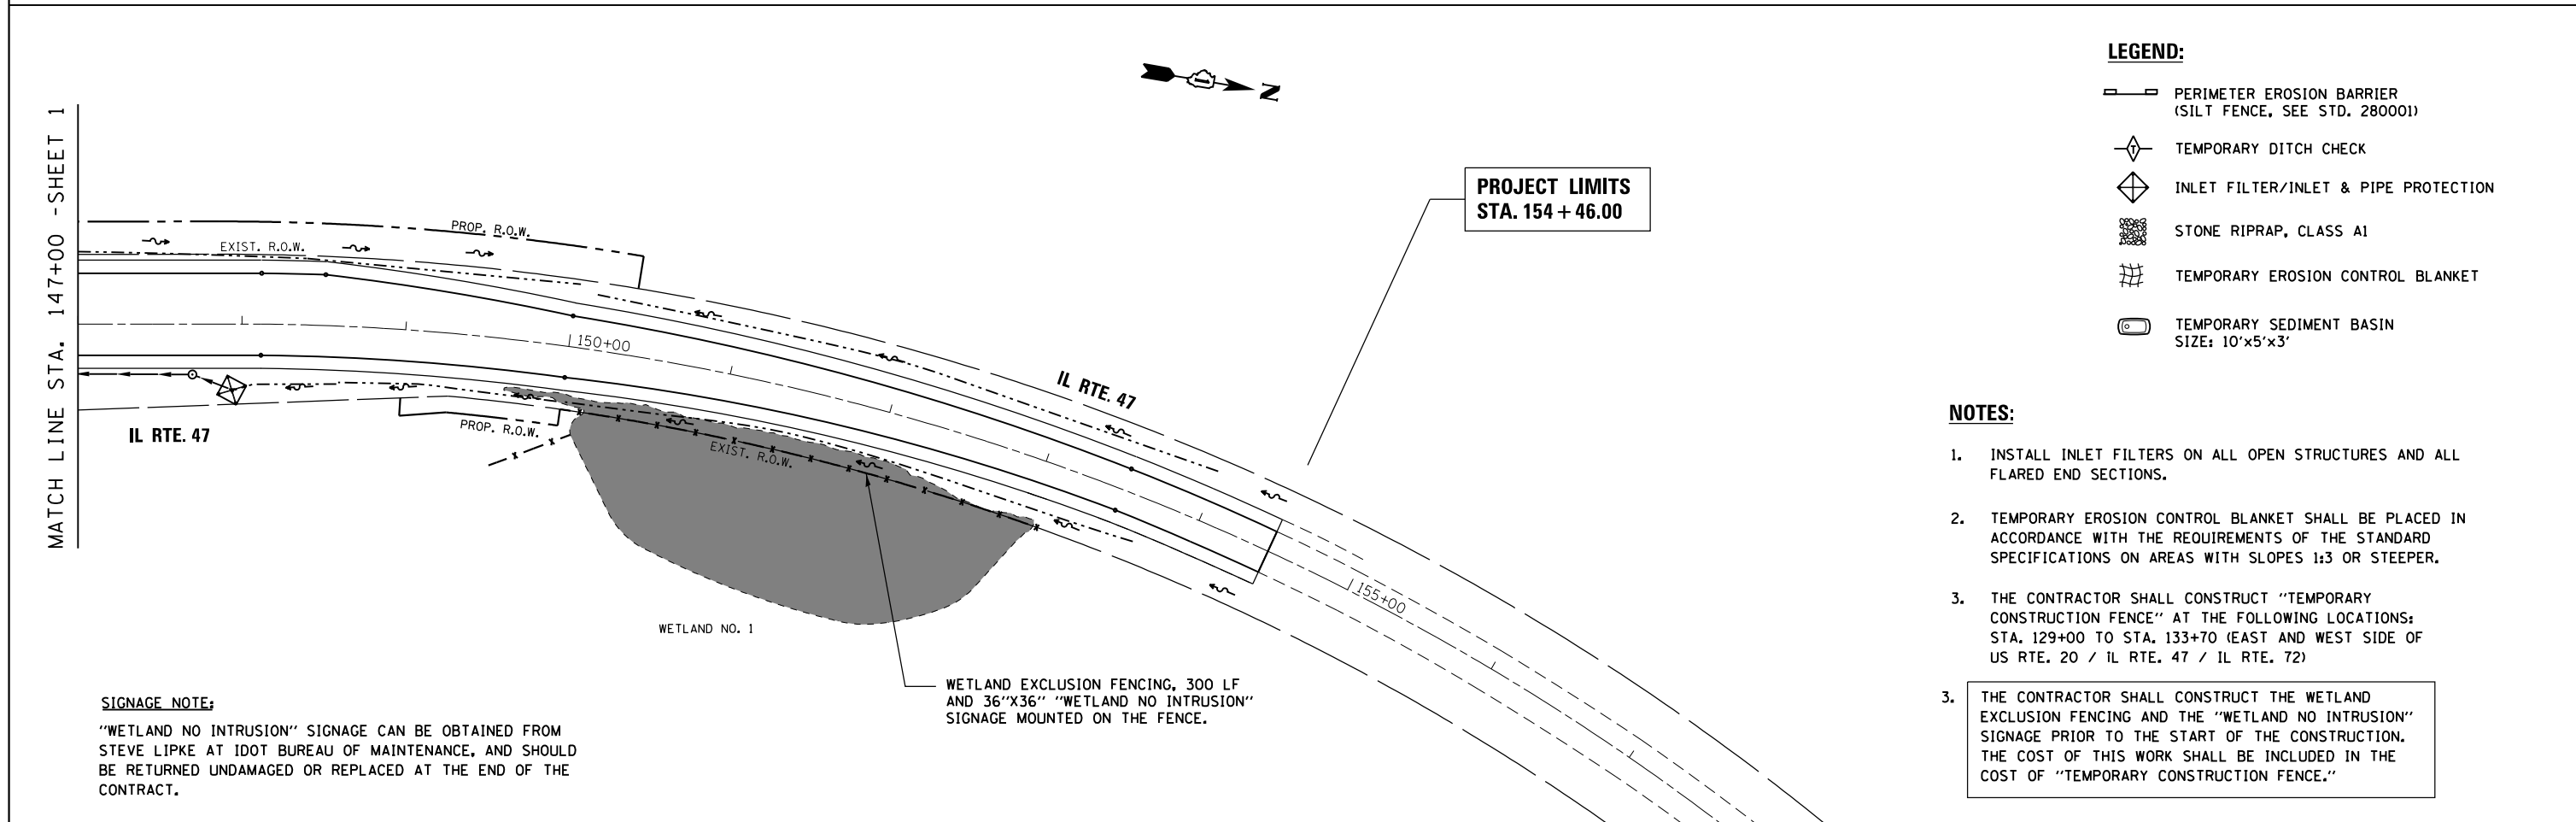 MATCH LINE STA. 147+00 -SHEET 1
N
PROJECT LIMITS
STA. 154+46.00
PROP. R.O.W.
EXIST. R.O.W.
150+00
IL RTE. 47
IL RTE. 47
PROP. R.O.W.
EXIST. R.O.W.
155+00
WETLAND NO. 1
WETLAND EXCLUSION FENCING, 300 LF
AND 36"X36" "WETLAND NO INTRUSION"
SIGNAGE MOUNTED ON THE FENCE.
SIGNAGE NOTE:
"WETLAND NO INTRUSION" SIGNAGE CAN BE OBTAINED FROM
STEVE LIPKE AT IDOT BUREAU OF MAINTENANCE, AND SHOULD
BE RETURNED UNDAMAGED OR REPLACED AT THE END OF THE
CONTRACT.
LEGEND:
PERIMETER EROSION BARRIER
(SILT FENCE, SEE STD. 280001)
T
TEMPORARY DITCH CHECK
INLET FILTER/INLET & PIPE PROTECTION
STONE RIPRAP, CLASS A1
TEMPORARY EROSION CONTROL BLANKET
TEMPORARY SEDIMENT BASIN
SIZE: 10'x5'x3'
NOTES:
1. INSTALL INLET FILTERS ON ALL OPEN STRUCTURES AND ALL
FLARED END SECTIONS.
2. TEMPORARY EROSION CONTROL BLANKET SHALL BE PLACED IN
ACCORDANCE WITH THE REQUIREMENTS OF THE STANDARD
SPECIFICATIONS ON AREAS WITH SLOPES 1:3 OR STEEPER.
3. THE CONTRACTOR SHALL CONSTRUCT "TEMPORARY
CONSTRUCTION FENCE" AT THE FOLLOWING LOCATIONS:
STA. 129+00 TO STA. 133+70 (EAST AND WEST SIDE OF
US RTE. 20 / IL RTE. 47 / IL RTE. 72)
3. THE CONTRACTOR SHALL CONSTRUCT THE WETLAND
EXCLUSION FENCING AND THE "WETLAND NO INTRUSION"
SIGNAGE PRIOR TO THE START OF THE CONSTRUCTION.
THE COST OF THIS WORK SHALL BE INCLUDED IN THE
COST OF "TEMPORARY CONSTRUCTION FENCE."